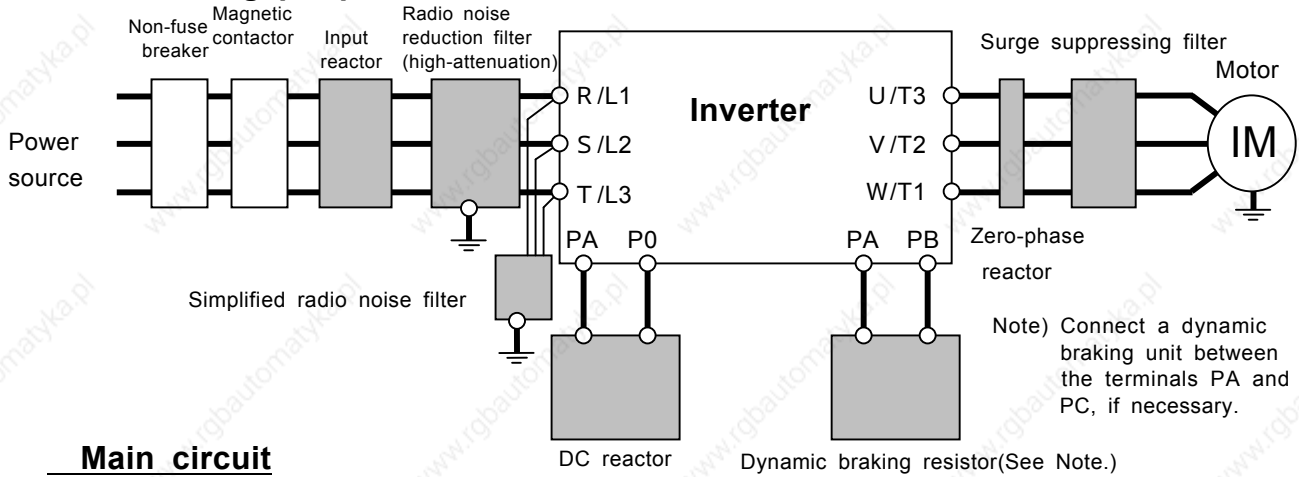 Non-fuse
breaker
Magnetic
contactor
Input
reactor
Radio noise
reduction filter
(high-attenuation)
Surge suppressing filter
Motor
Power
source
R /L1
S /L2
T /L3
Inverter
U /T3
V /T2
W/T1
IM
PA P0
PA PB
Zero-phase
reactor
Simplified radio noise filter
Note) Connect a dynamic
braking unit between
the terminals PA and
PC, if necessary.
DC reactor
Dynamic braking resistor(See Note.)
Main circuit
www.rgbautomatyka.pl